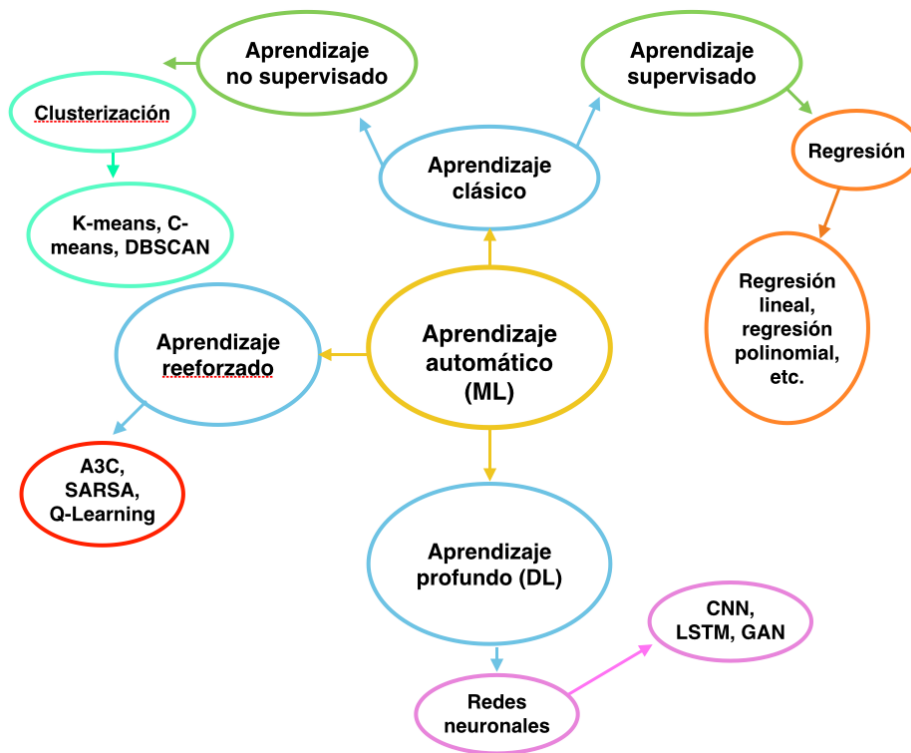 Aprendizaje
no supervisado
Aprendizaje
supervisado
Clusterización
Aprendizaje
clásico
Regresión
K-means, C-
means, DBSCAN
Regresión
lineal,
regresión
polinomial,
etc.
Aprendizaje
reeforzado
Aprendizaje
automático
(ML)
A3C,
SARSA,
Q-Learning
Aprendizaje
profundo (DL)
CNN,
LSTM, GAN
Redes
neuronales